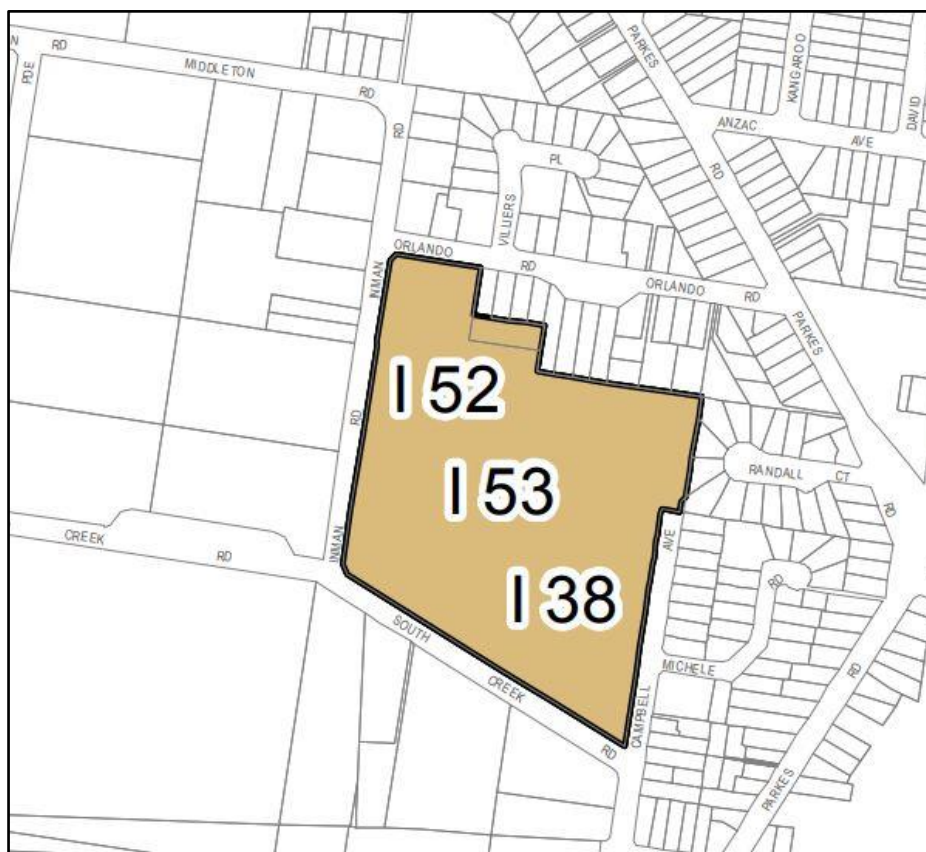 N RD
PDE
MIDDLETON
RD
RD
PARKES
RD
KANGAROO
DAVID
ANZAC
AVE
PL
VILLIERS
ORLANDO
RD
ORLANDO
RD
PARKES
INMAN
RD
INMAN
I 52
I 53
I 38
RANDALL
CT
RD
CREEK
RD
AVE
RD
SOUTH
CREEK
RD
MICHELE
CAMPBELL
RD
PARKES